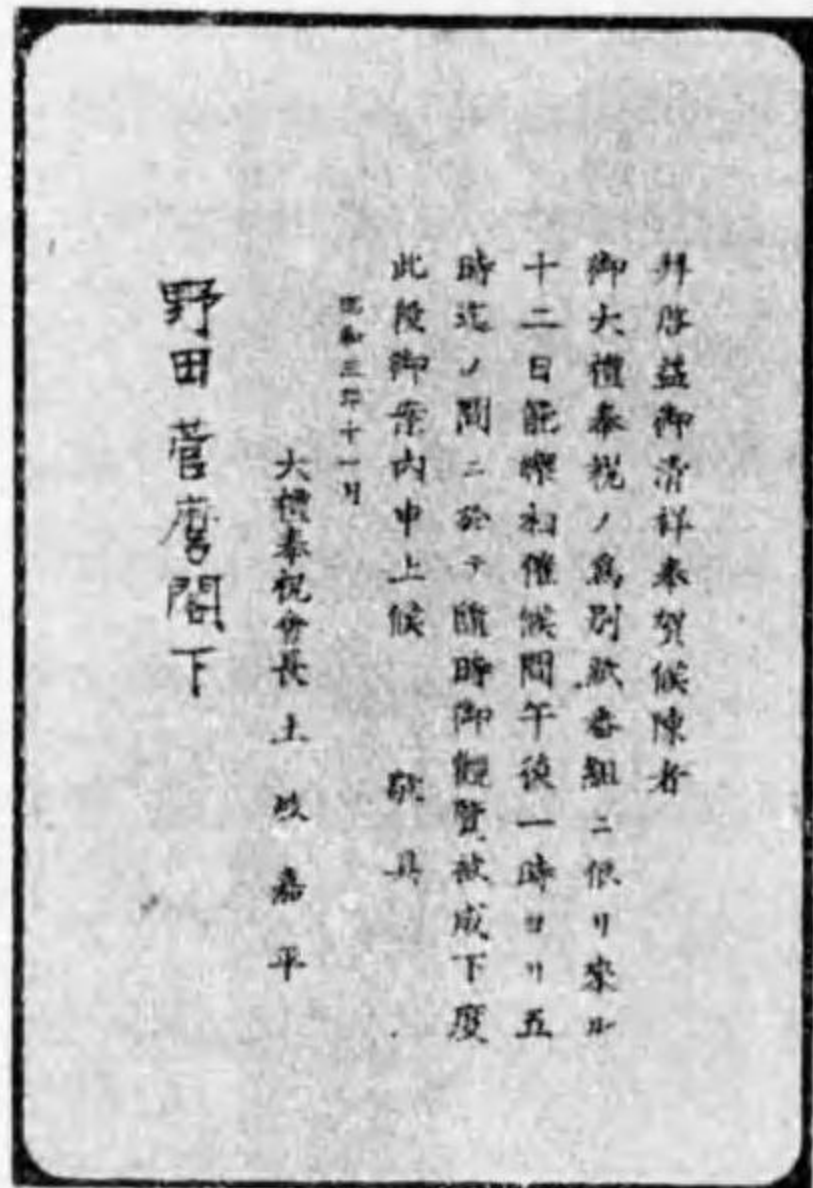 拜啓益御清祥奉賀候陳者
御大禮奉祝ノ為別紙番組ニ依リ來ル
十二日能樂相催候間午後一時ヨリ五
時迄ノ間ニ於テ臨時御觀覽被成下度
此段御案內申上候　敬具
昭和三年十一月
大禮奉祝會長 土岐嘉平
野田菅麿閣下